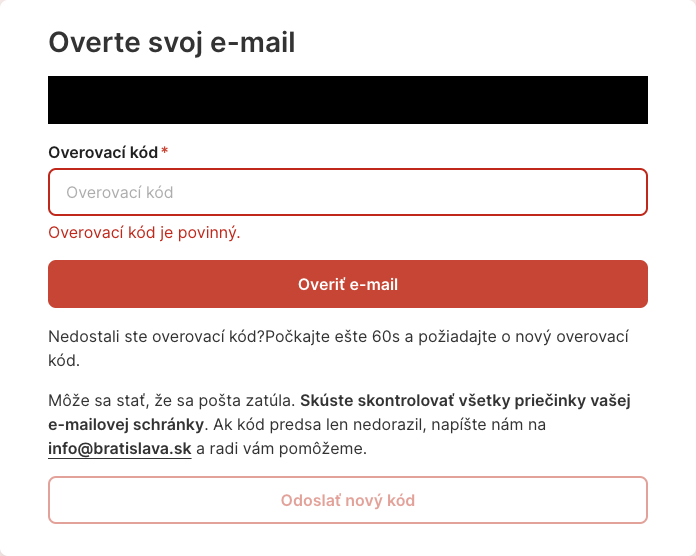 Overte svoj e-mail
Overovací kód*
Overovací kód
Overovací kód je povinný.
Overiť e-mail
Nedostali ste overovací kód?Počkajte ešte 60s a požiadajte o nový overovací
kód.
Môže sa stať, že sa pošta zatúla. Skúste skontrolovať všetky priečinky vašej
e-mailovej schránky. Ak kód predsa len nedorazil, napíšte nám na
info@bratislava.sk a radi vám pomôžeme.
Odoslať nový kód